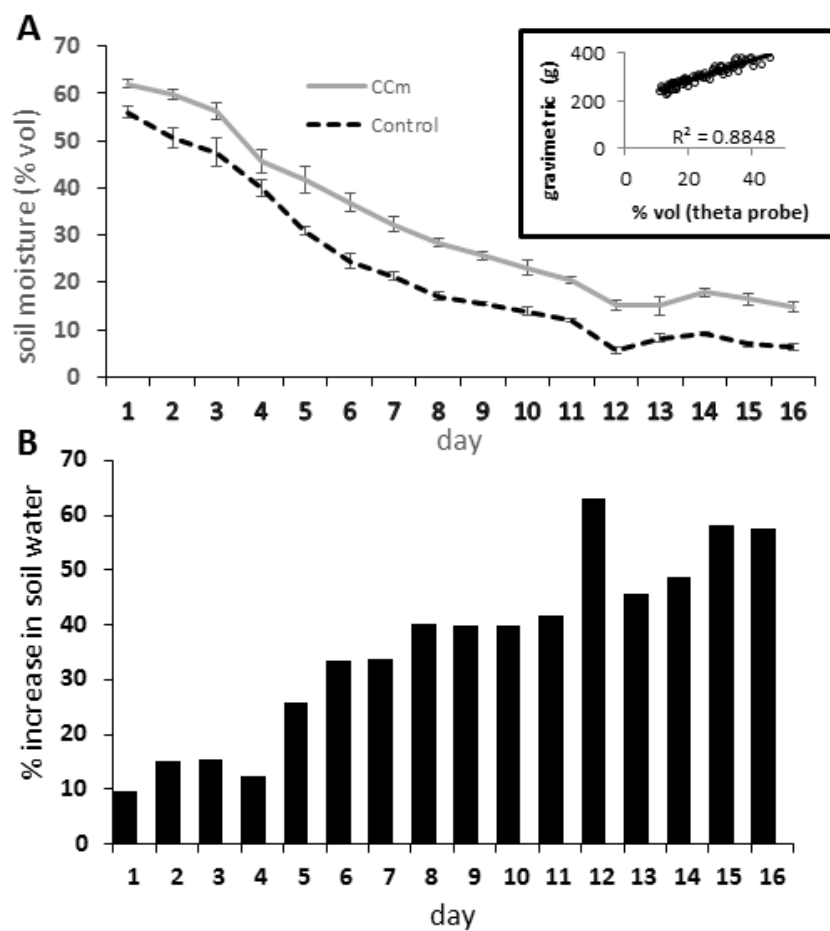 A
70
60
50
40
30
20
10
0
soil moisture (% vol)
CCm
Control
400
200
0
gravimetric (g)
R² = 0.8848
0 20 40
% vol (theta probe)
1 2 3 4 5 6 7 8 9 10 11 12 13 14 15 16
day
B
70
60
50
40
30
20
10
0
% increase in soil water
1 2 3 4 5 6 7 8 9 10 11 12 13 14 15 16
day